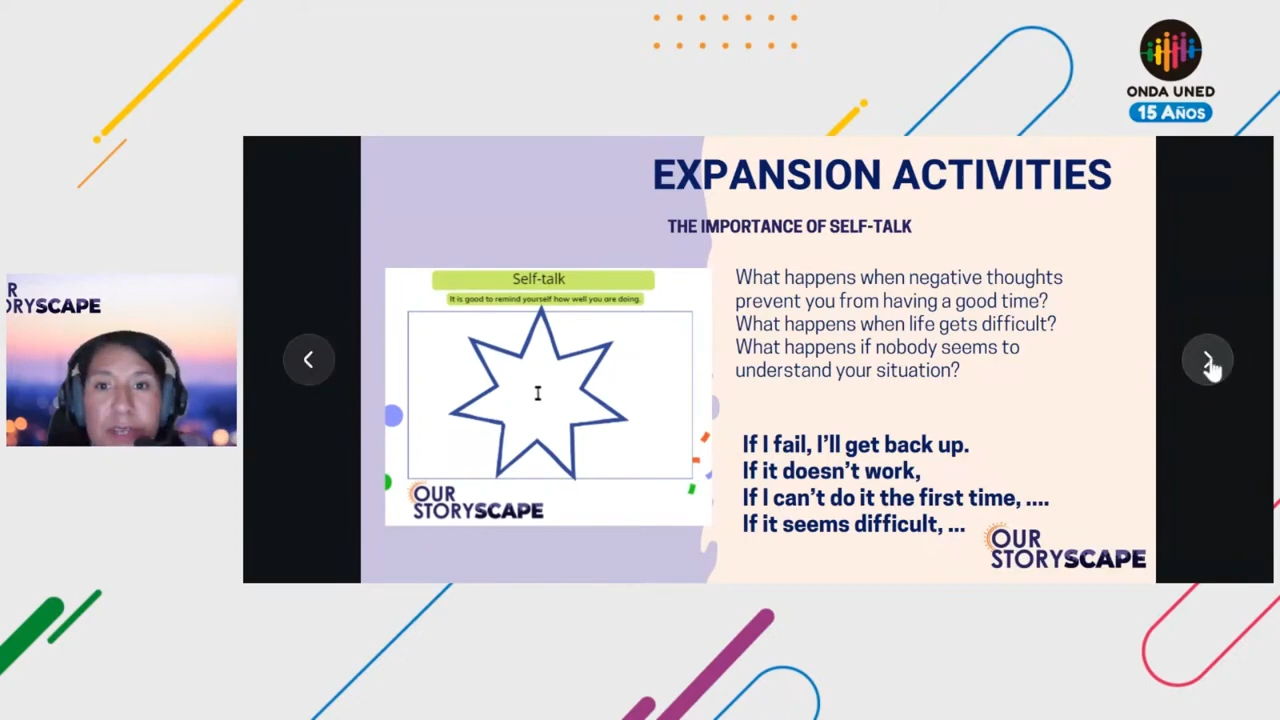 ONDA UNED
15 AÑOS
EXPANSION ACTIVITIES
THE IMPORTANCE OF SELF-TALK
Self-talk
It is good to remind yourself how well you are doing.
What happens when negative thoughts
prevent you from having a good time?
What happens when life gets difficult?
What happens if nobody seems to
understand your situation?
If I fail, I'll get back up.
If it doesn't work,
If I can't do it the first time, ....
If it seems difficult, ...
OUR
STORYSCAPE
OUR
STORYSCAPE
R
ORYSCAPE